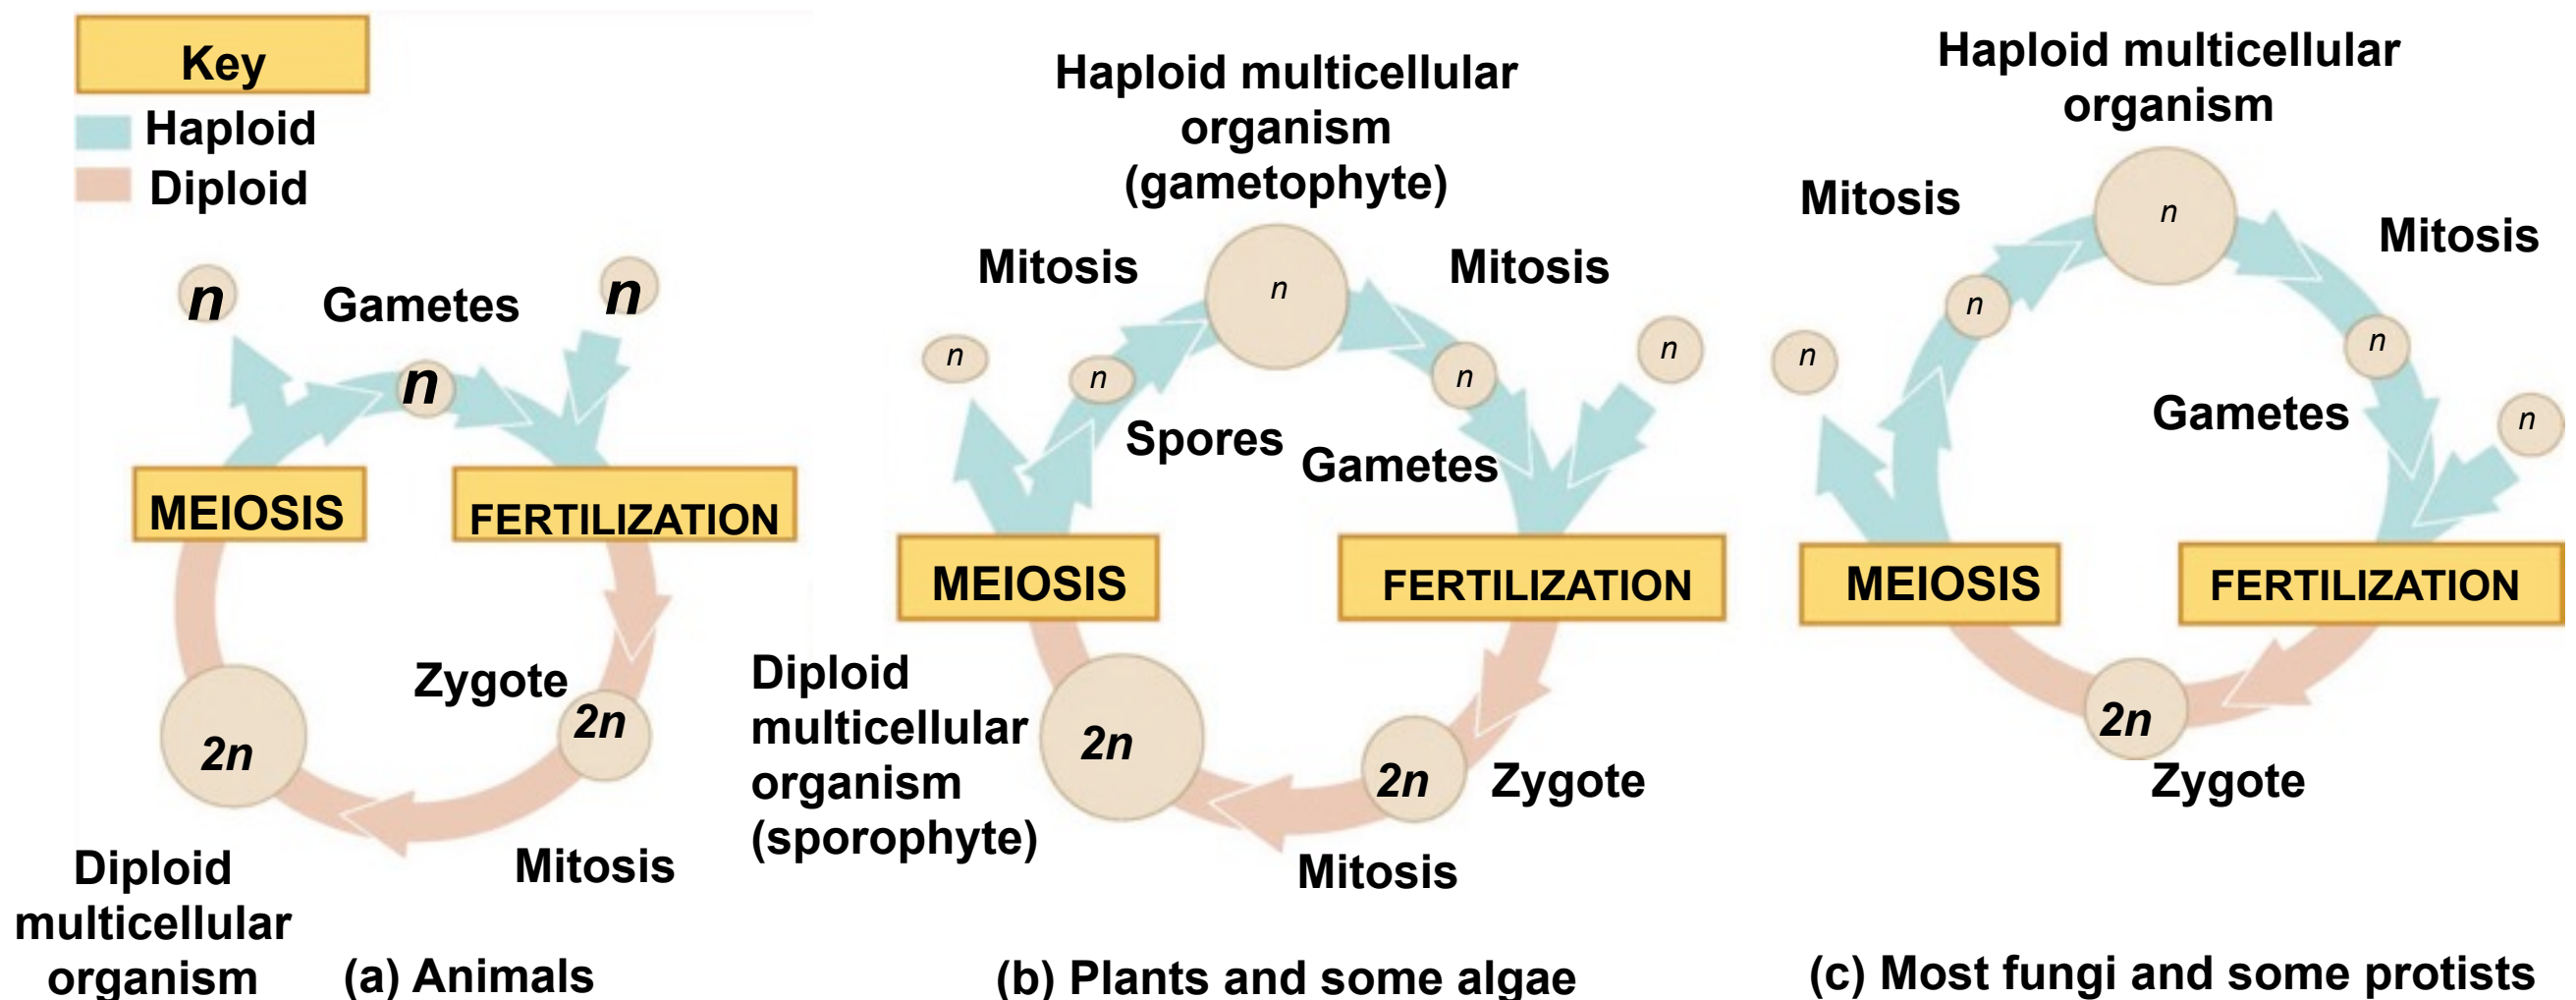 Key
Haploid
Diploid
n
Gametes
n
n
MEIOSIS
FERTILIZATION
Zygote
2n
2n
Mitosis
Diploid
multicellular
organism
(a) Animals
Haploid multicellular
organism
(gametophyte)
Mitosis
n
Mitosis
n
n
n
n
Spores
Gametes
MEIOSIS
FERTILIZATION
Diploid
multicellular
organism
(sporophyte)
2n
2n
Zygote
Mitosis
(b) Plants and some algae
Haploid multicellular
organism
Mitosis
n
Mitosis
n
n
n
Gametes
n
MEIOSIS
FERTILIZATION
2n
Zygote
(c) Most fungi and some protists